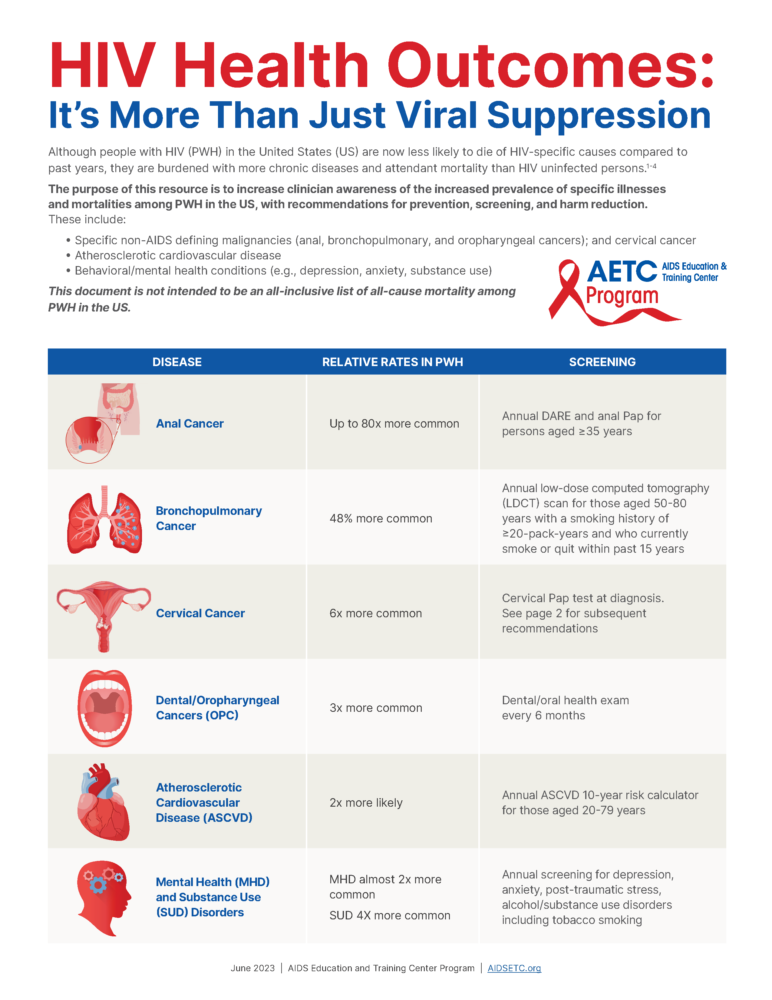 HIV Health Outcomes:
It's More Than Just Viral Suppression
Although people with HIV (PWH) in the United States (US) are now less likely to die of HIV-specific causes compared to
past years, they are burdened with more chronic diseases and attendant mortality than HIV uninfected persons.1-4
The purpose of this resource is to increase clinician awareness of the increased prevalence of specific illnesses
and mortalities among PWH in the US, with recommendations for prevention, screening, and harm reduction.
These include:
• Specific non-AIDS defining malignancies (anal, bronchopulmonary, and oropharyngeal cancers); and cervical cancer
• Atherosclerotic cardiovascular disease
• Behavioral/mental health conditions (e.g., depression, anxiety, substance use)
This document is not intended to be an all-inclusive list of all-cause mortality among
PWH in the US.
AETC AIDS Education &
Training Center
Program
DISEASE RELATIVE RATES IN PWH SCREENING
Anal Cancer
Up to 80x more common
Annual DARE and anal Pap for
persons aged ≥35 years
Bronchopulmonary
Cancer
48% more common
Annual low-dose computed tomography
(LDCT) scan for those aged 50-80
years with a smoking history of
≥20-pack-years and who currently
smoke or quit within past 15 years
Cervical Cancer
6x more common
Cervical Pap test at diagnosis.
See page 2 for subsequent
recommendations
Dental/Oropharyngeal
Cancers (OPC)
3x more common
Dental/oral health exam
every 6 months
Atherosclerotic
Cardiovascular
Disease (ASCVD)
2x more likely
Annual ASCVD 10-year risk calculator
for those aged 20-79 years
Mental Health (MHD)
and Substance Use
(SUD) Disorders
MHD almost 2x more
common
SUD 4X more common
Annual screening for depression,
anxiety, post-traumatic stress,
alcohol/substance use disorders
including tobacco smoking
June 2023 | AIDS Education and Training Center Program | AIDSETC.org